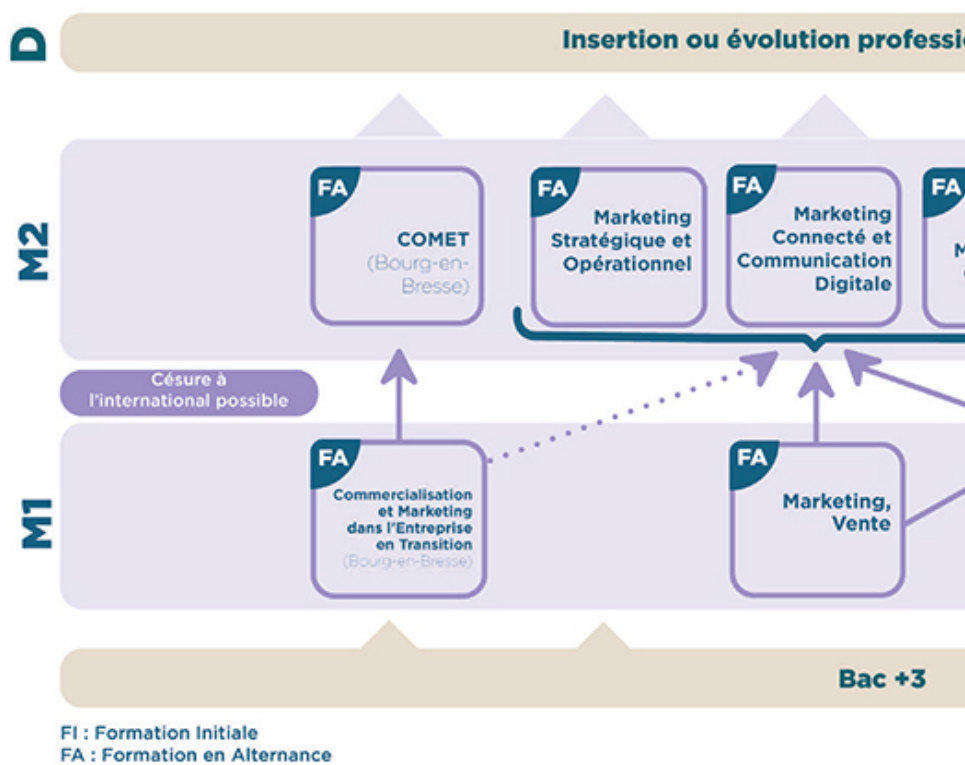 D
Insertion ou évolution
M2
FA
COMET
(Bourg-en-
Bresse)
FA
Marketing
Stratégique et
Opérationnel
FA
Marketing
Connecté et
Communication
Digitale
FA
Césure à
l'international possible
M1
FA
Commercialisation
et Marketing
dans l'Entreprise
en Transition
(Bourg-en-Bresse)
FA
Marketing,
Vente
Bac +3
FI : Formation Initiale
FA : Formation en Alternance